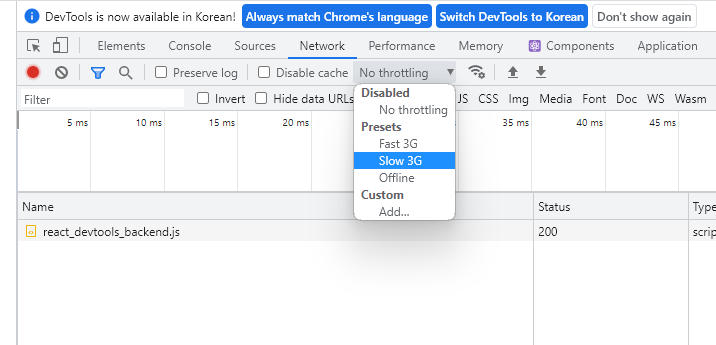 DevTools is now available in Korean! Always match Chrome's language Switch DevTools to Korean Don't show again
Elements Console Sources Network Performance Memory Components Application
Preserve log Disable cache No throttling
Filter Invert Hide data URLs JS CSS Img Media Font Doc WS Wasm
Disabled
No throttling
Presets
Fast 3G
Slow 3G
Offline
Custom
Add...
5 ms 10 ms 15 ms 20 ms 35 ms 40 ms 45 ms
Name Status Type
react_devtools_backend.js 200 scrip